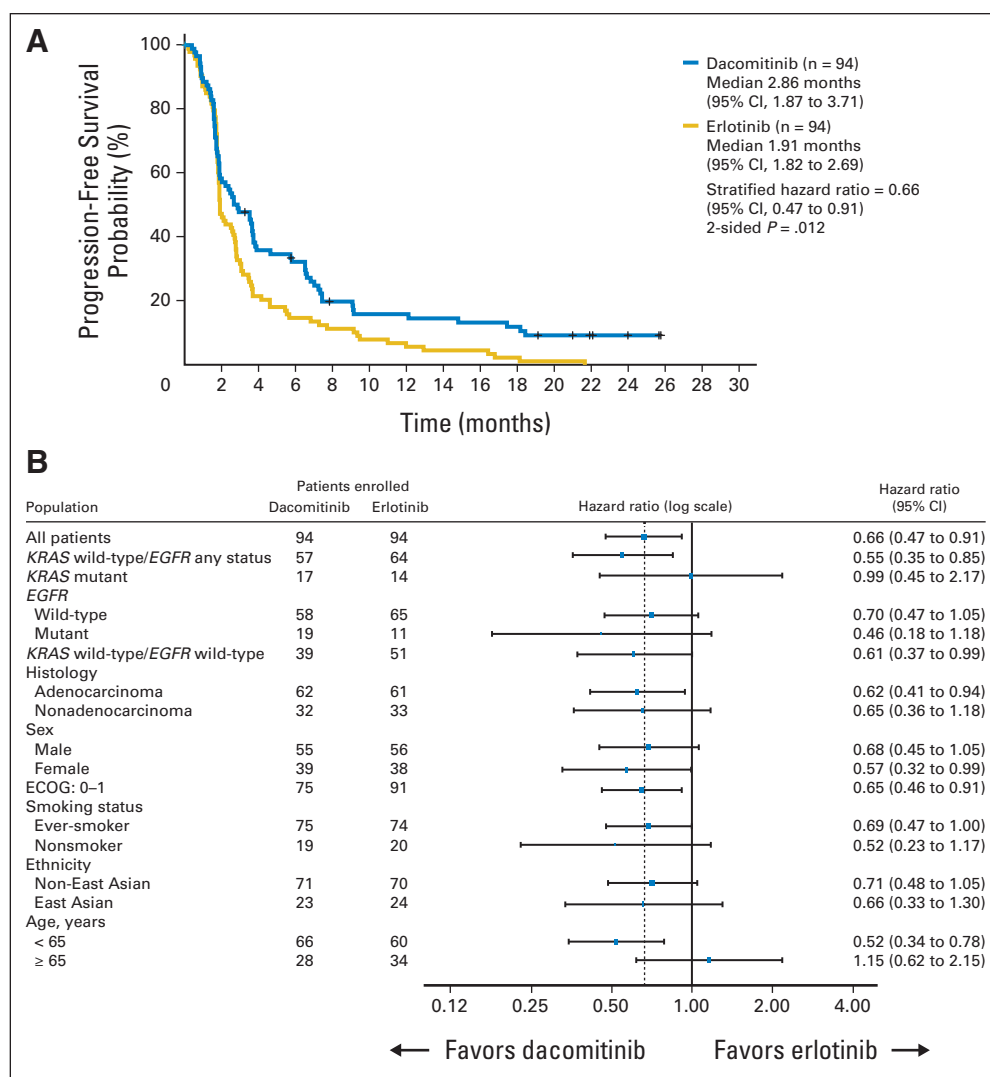 A
Progression-Free Survival
Probability (%)
100
80
60
40
20
0 2 4 6 8 10 12 14 16 18 20 22 24 26 28 30
Time (months)
Dacomitinib (n = 94)
Median 2.86 months
(95% CI, 1.87 to 3.71)
Erlotinib (n = 94)
Median 1.91 months
(95% CI, 1.82 to 2.69)
Stratified hazard ratio = 0.66
(95% CI, 0.47 to 0.91)
2-sided P = .012
B
Patients enrolled Hazard ratio
Population Dacomitinib Erlotinib Hazard ratio (log scale) (95% CI)
All patients 94 94 0.66 (0.47 to 0.91)
KRAS wild-type/EGFR any status 57 64 0.55 (0.35 to 0.85)
KRAS mutant 17 14 0.99 (0.45 to 2.17)
EGFR
Wild-type 58 65 0.70 (0.47 to 1.05)
Mutant 19 11 0.46 (0.18 to 1.18)
KRAS wild-type/EGFR wild-type 39 51 0.61 (0.37 to 0.99)
Histology
Adenocarcinoma 62 61 0.62 (0.41 to 0.94)
Nonadenocarcinoma 32 33 0.65 (0.36 to 1.18)
Sex
Male 55 56 0.68 (0.45 to 1.05)
Female 39 38 0.57 (0.32 to 0.99)
ECOG: 0–1 75 91 0.65 (0.46 to 0.91)
Smoking status
Ever-smoker 75 74 0.69 (0.47 to 1.00)
Nonsmoker 19 20 0.52 (0.23 to 1.17)
Ethnicity
Non-East Asian 71 70 0.71 (0.48 to 1.05)
East Asian 23 24 0.66 (0.33 to 1.30)
Age, years
< 65 66 60 0.52 (0.34 to 0.78)
≥ 65 28 34 1.15 (0.62 to 2.15)
0.12 0.25 0.50 1.00 2.00 4.00
← Favors dacomitinib Favors erlotinib →